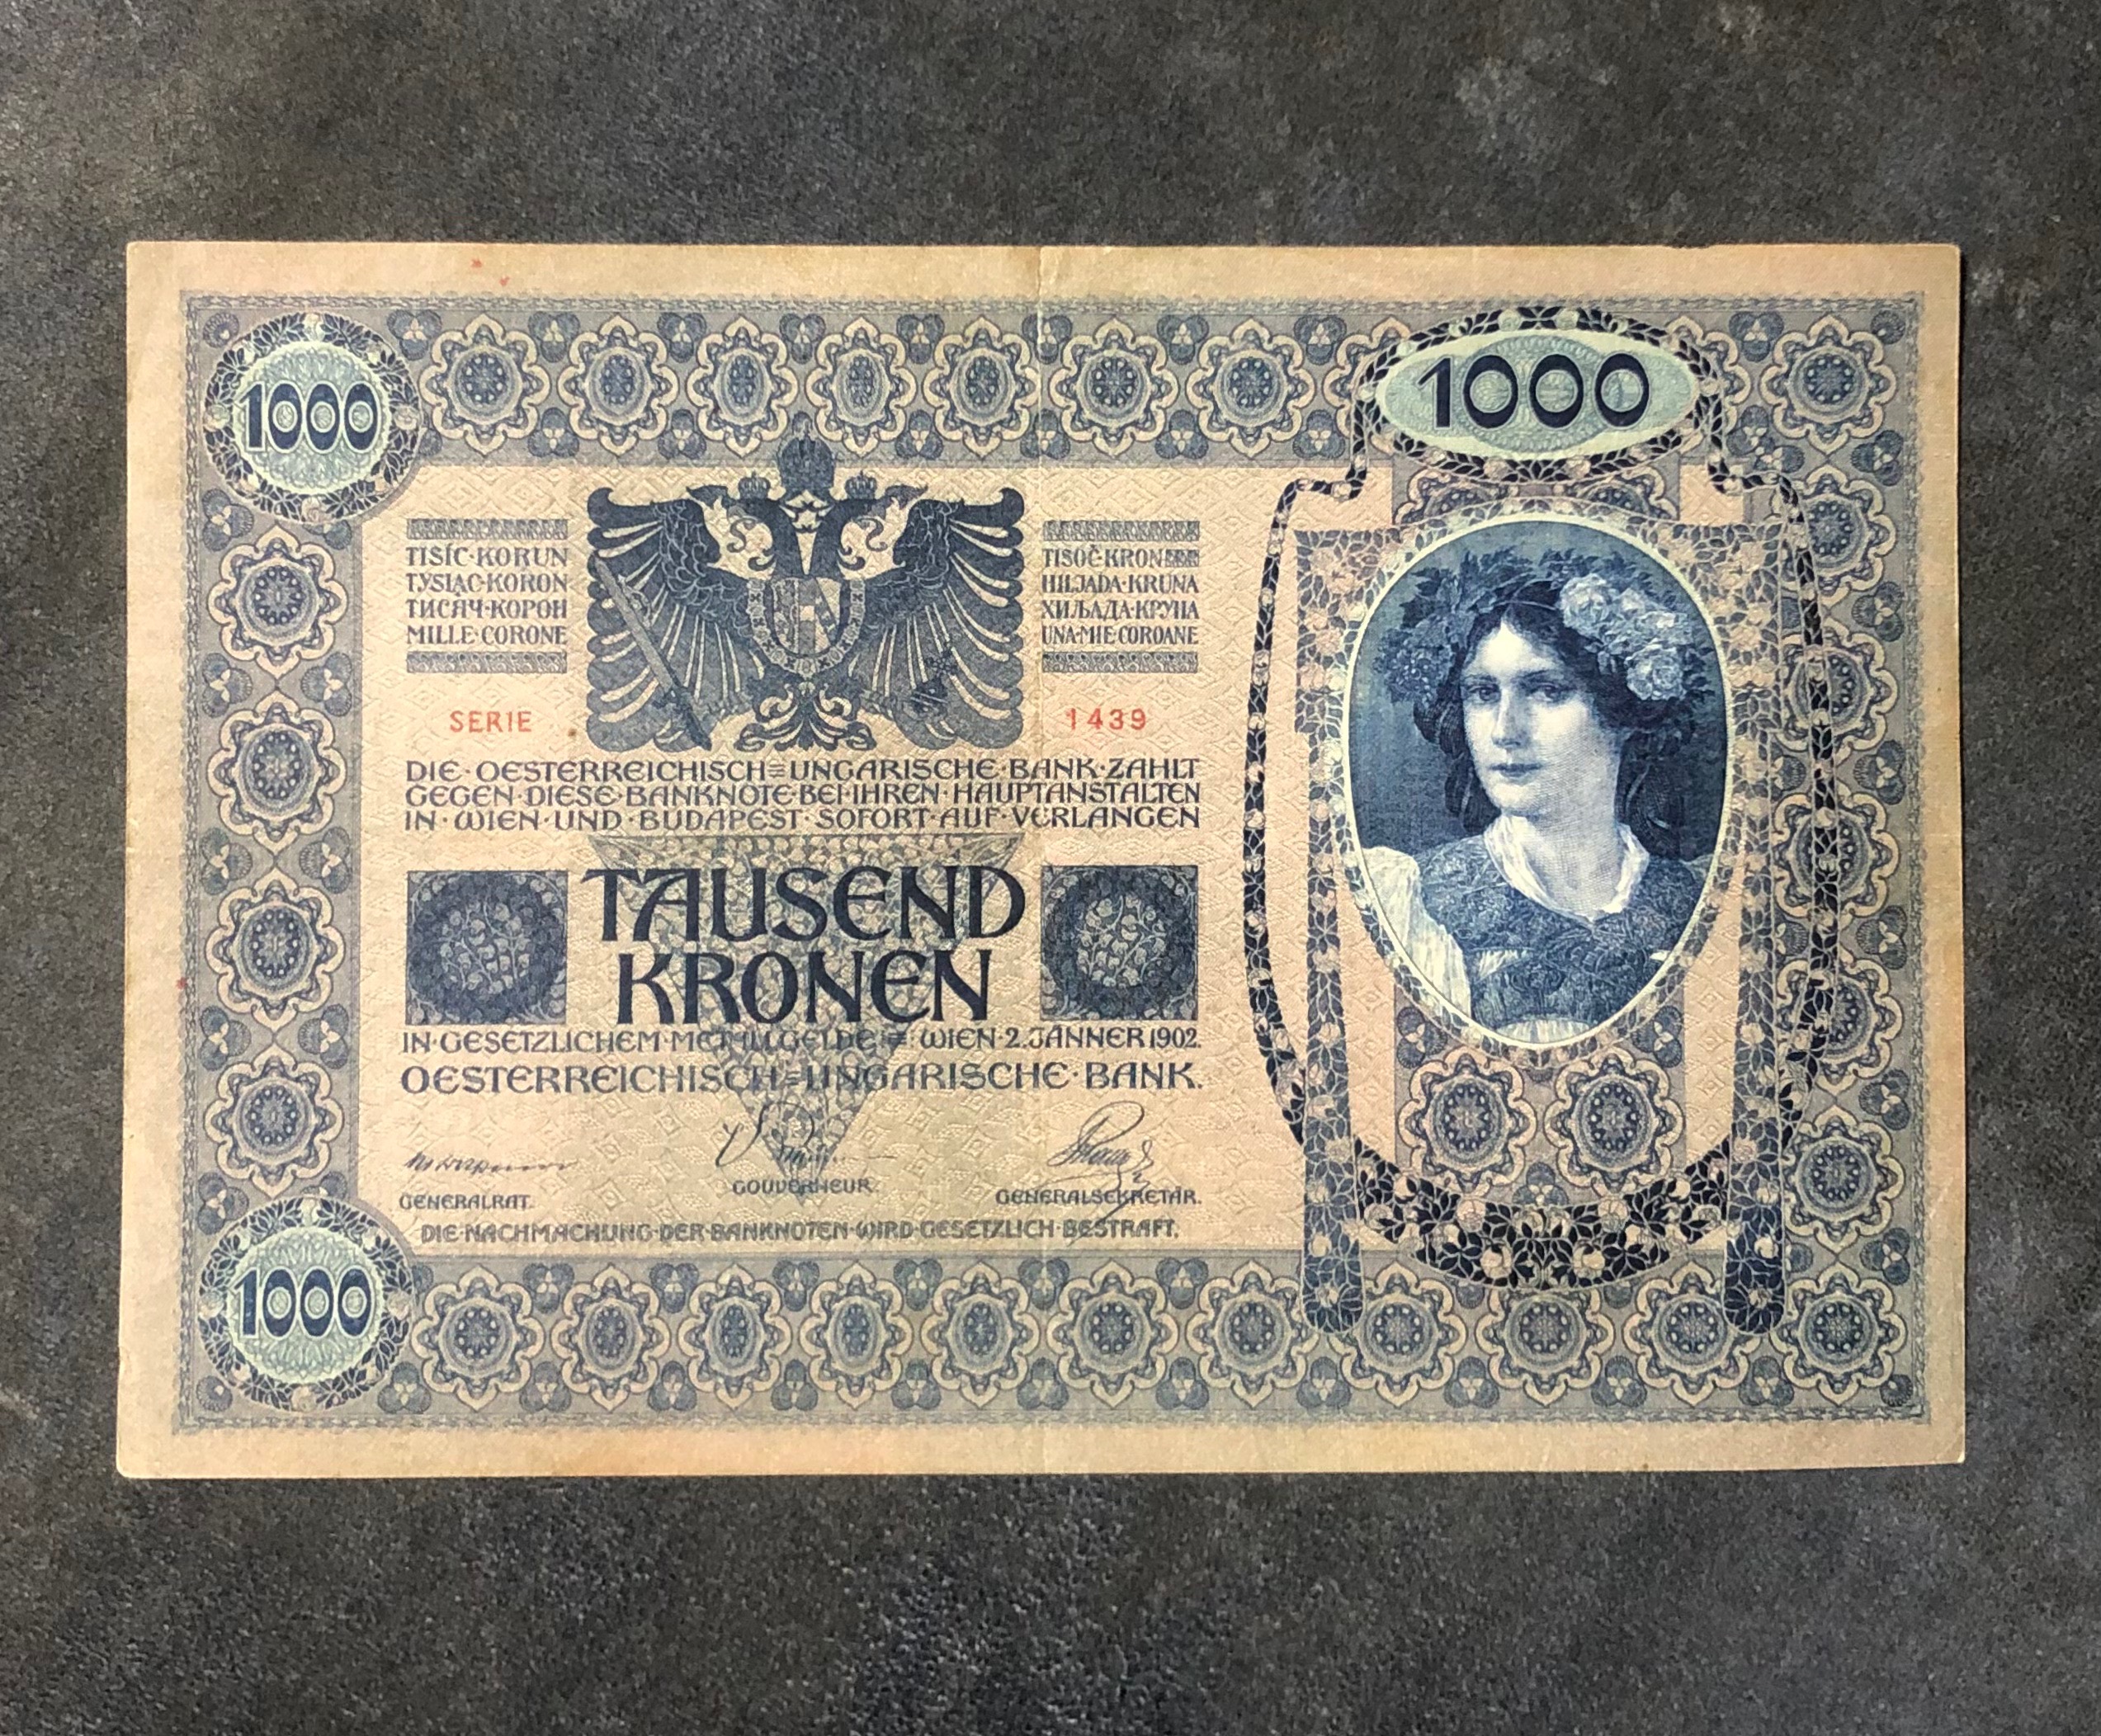 1000
1000
TISÍC·KORUN
TYSIĄC·KORON
ТИСЯЧ·КОРОН
MILLE·CORONE
TISOČ·KRON
HILJADA·KRUNA
ХИЉАДА·КРУНА
UNA·MIE·COROANE
SERIE 1439
DIE·OESTERREICHISCH=UNGARISCHE·BANK·ZAHLT
GEGEN·DIESE·BANKNOTE·BEI·IHREN·HAUPTANSTALTEN
IN·WIEN·UND·BUDAPEST·SOFORT·AUF·VERLANGEN
TAUSEND
KRONEN
IN·GESETZLICHEM·METALLGELDE = WIEN·2.JÄNNER 1902.
OESTERREICHISCH=UNGARISCHE·BANK.
GENERALRAT. GOUVERNEUR. GENERALSEKRETÄR.
DIE·NACHMACHUNG·DER·BANKNOTEN·WIRD·GESETZLICH·BESTRAFT.
1000